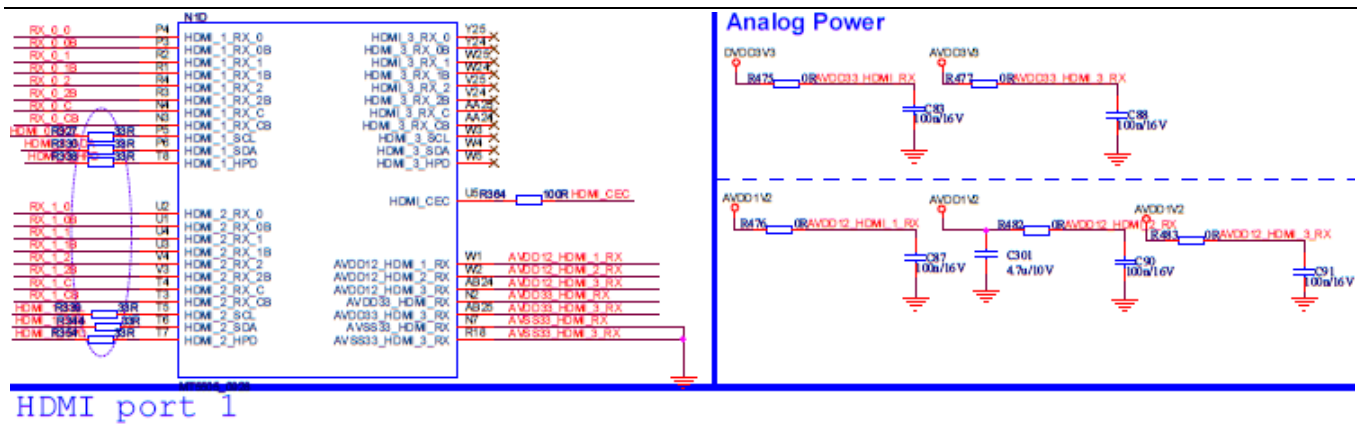 N1D
RX_0_0 P4 HDMI_1_RX_0 HDMI_3_RX_0 Y25
RX_0_0B P3 HDMI_1_RX_0B HDMI_3_RX_0B Y24
RX_0_1 R2 HDMI_1_RX_1 HDMI_3_RX_1 W25
RX_0_1B R1 HDMI_1_RX_1B HDMI_3_RX_1B W24
RX_0_2 R4 HDMI_1_RX_2 HDMI_3_RX_2 V25
RX_0_2B R3 HDMI_1_RX_2B HDMI_3_RX_2B V24
RX_0_C N4 HDMI_1_RX_C HDMI_3_RX_C AA25
RX_0_CB N3 HDMI_1_RX_CB HDMI_3_RX_CB AA24
R327 33R P5 HDMI_1_SCL HDMI_3_SCL W3
33R P6 HDMI_1_SDA HDMI_3_SDA W4
33R T8 HDMI_1_HPD HDMI_3_HPD W5
HDMI_CEC U5 R364 100R HDMI_CEC
RX_1_0 U2 HDMI_2_RX_0
RX_1_0B U1 HDMI_2_RX_0B
RX_1_1 U4 HDMI_2_RX_1
RX_1_1B U3 HDMI_2_RX_1B
RX_1_2 V4 HDMI_2_RX_2 AVDD12_HDMI_1_RX W1 AVDD12_HDMI_1_RX
RX_1_2B V3 HDMI_2_RX_2B AVDD12_HDMI_2_RX W2 AVDD12_HDMI_2_RX
RX_1_C T4 HDMI_2_RX_C AVDD12_HDMI_3_RX AB24 AVDD12_HDMI_3_RX
RX_1_CB T3 HDMI_2_RX_CB AVDD33_HDMI_RX N2 AVDD33_HDMI_RX
33R T5 HDMI_2_SCL AVDD33_HDMI_3_RX AB25 AVDD33_HDMI_3_RX
R344 33R T6 HDMI_2_SDA AVSS33_HDMI_RX N7 AVSS33_HDMI_RX
R354 33R T7 HDMI_2_HPD AVSS33_HDMI_3_RX R18 AVSS33_HDMI_3_RX
HDMI port 1
Analog Power
DVDD3V3 AVDD3V3
R475 0R AVDD33_HDMI_RX R477 0R AVDD33_HDMI_3_RX
C83 C88
100n/16V 100n/16V
AVDD1V2 AVDD1V2 AVDD1V2
R476 0R AVDD12_HDMI_1_RX R482 0R AVDD12_HDMI_2_RX R483 0R AVDD12_HDMI_3_RX
C87 C301 C90 C91
100n/16V 4.7u/10V 100n/16V 100n/16V